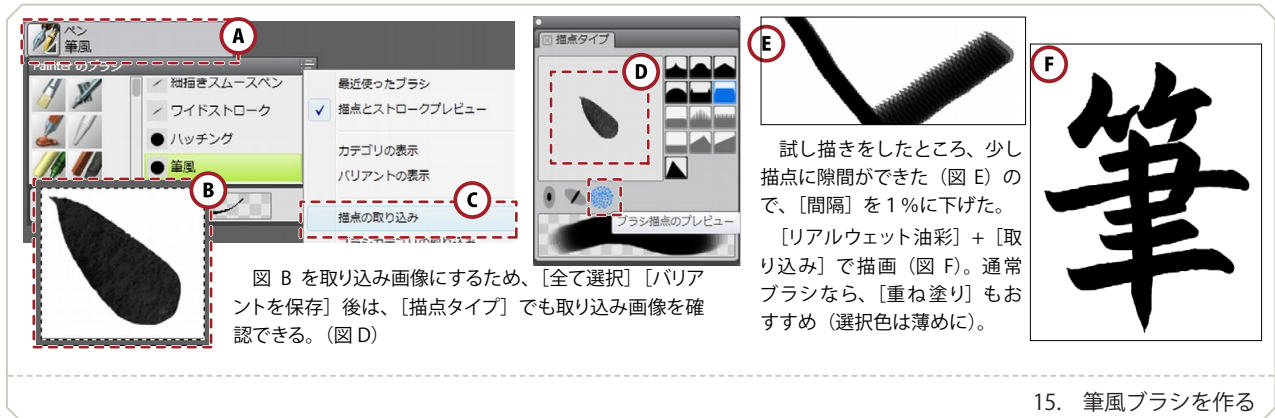 ペン
筆風
A
Painter のブラシ
細描きスムースペン
ワイドストローク
ハッチング
筆風
B
最近使ったブラシ
描点とストロークプレビュー
カテゴリの表示
バリアントの表示
描点の取り込み
C
図 B を取り込み画像にするため、［全て選択］［バリア
ントを保存］後は、［描点タイプ］でも取り込み画像を確
認できる。（図 D）
描点タイプ
D
ブラシ描点のプレビュー
E
試し描きをしたところ、少し
描点に隙間ができた（図 E）の
で、［間隔］を 1 %に下げた。
［リアルウェット油彩］+［取
り込み］で描画（図 F）。通常
ブラシなら、［重ね塗り］もお
すすめ（選択色は薄めに）。
F
筆
15. 筆風ブラシを作る